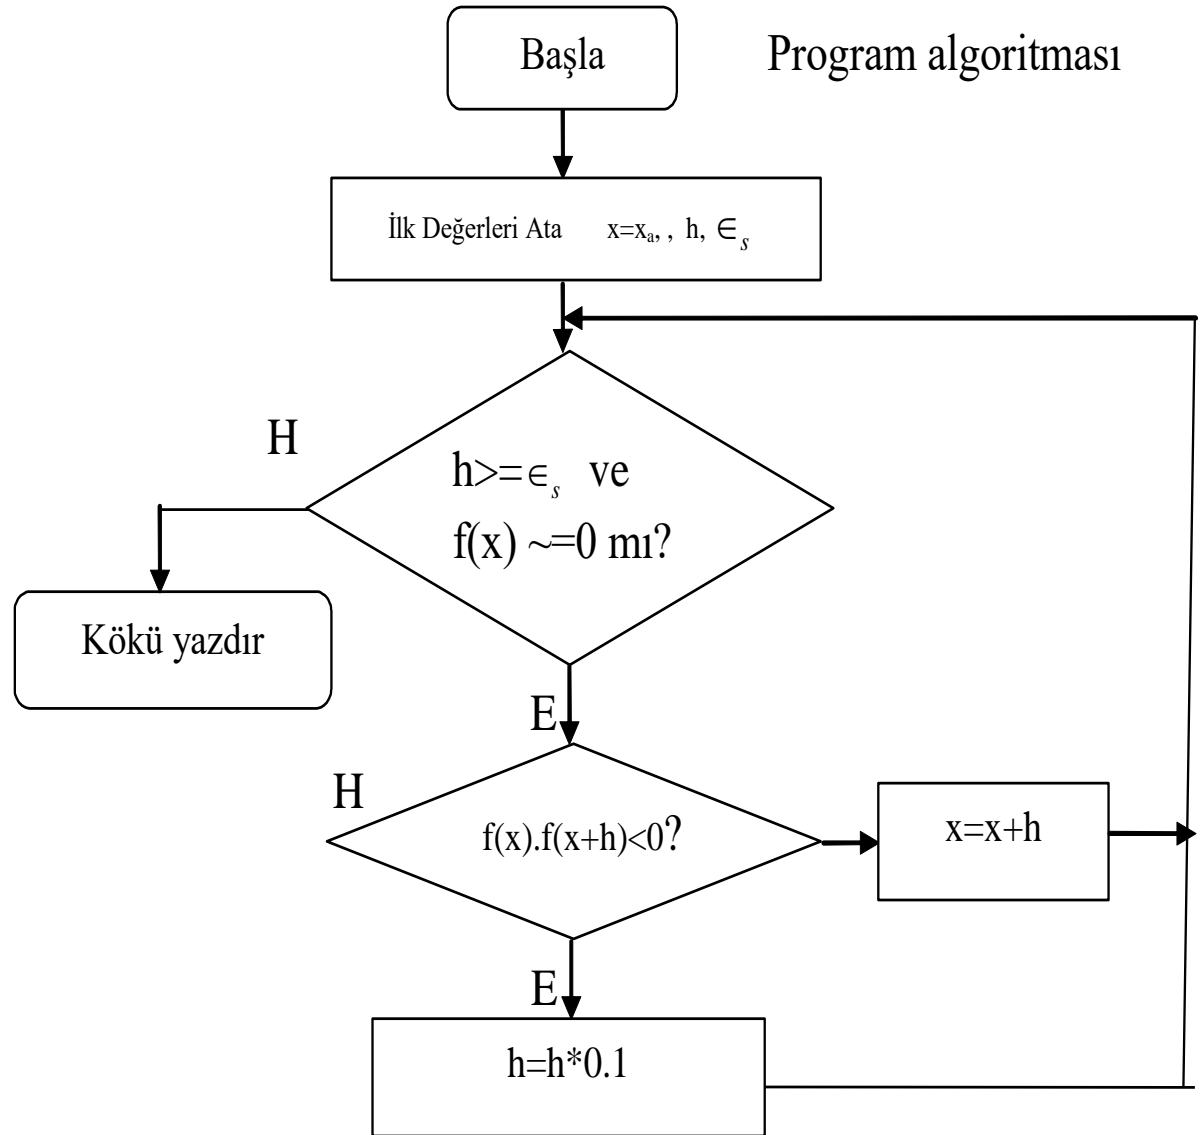 Başla
Program algoritması
İlk Değerleri Ata x=xₐ, , h, ∈ₛ
H
h>=∈ₛ ve
f(x) ~=0 mı?
Kökü yazdır
E
H
f(x).f(x+h)<0?
x=x+h
E
h=h*0.1